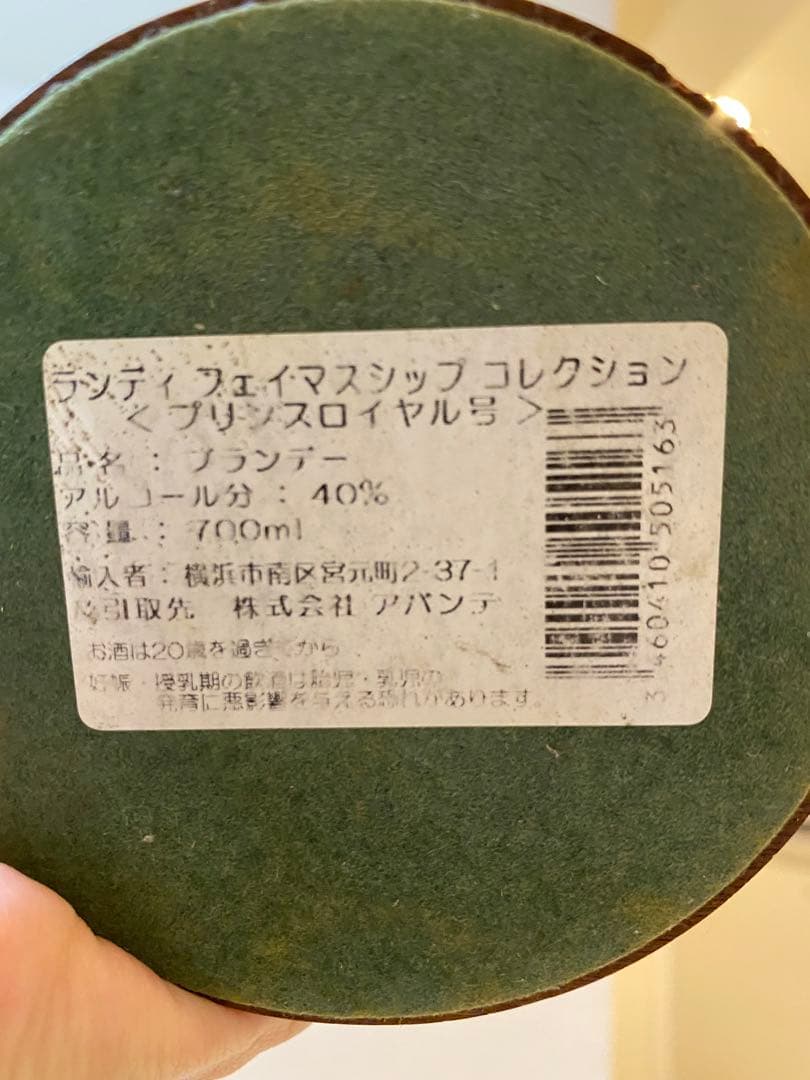 ランディ フェイマスシップ コレクション
< プリンスロイヤル号 >
品名 : ブランデー
アルコール分 : 40%
容量 : 700ml
輸入者 : 横浜市南区宮元町2-37-1
及引取先 株式会社 アバンテ
お酒は20歳を過ぎてから
妊娠・授乳期の飲酒は胎児・乳児の
発育に悪影響を与える恐れがあります。
3 460410 505163